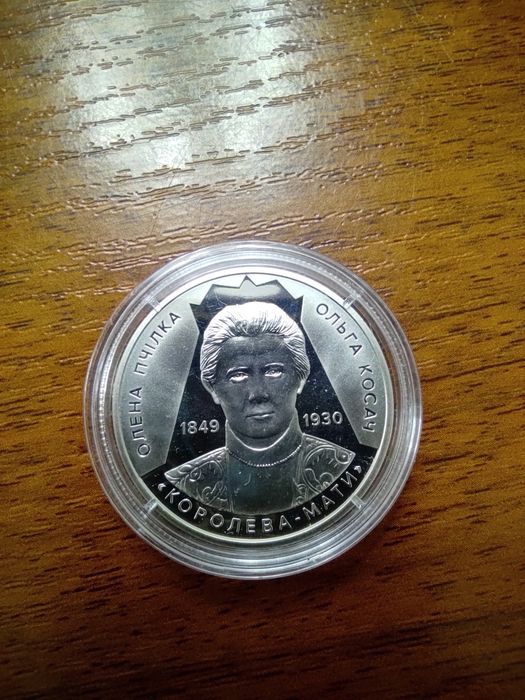 ОЛЕНА ПЧІЛКА
ОЛЬГА КОСАЧ
1849
1930
«КОРОЛЕВА-МАТИ»